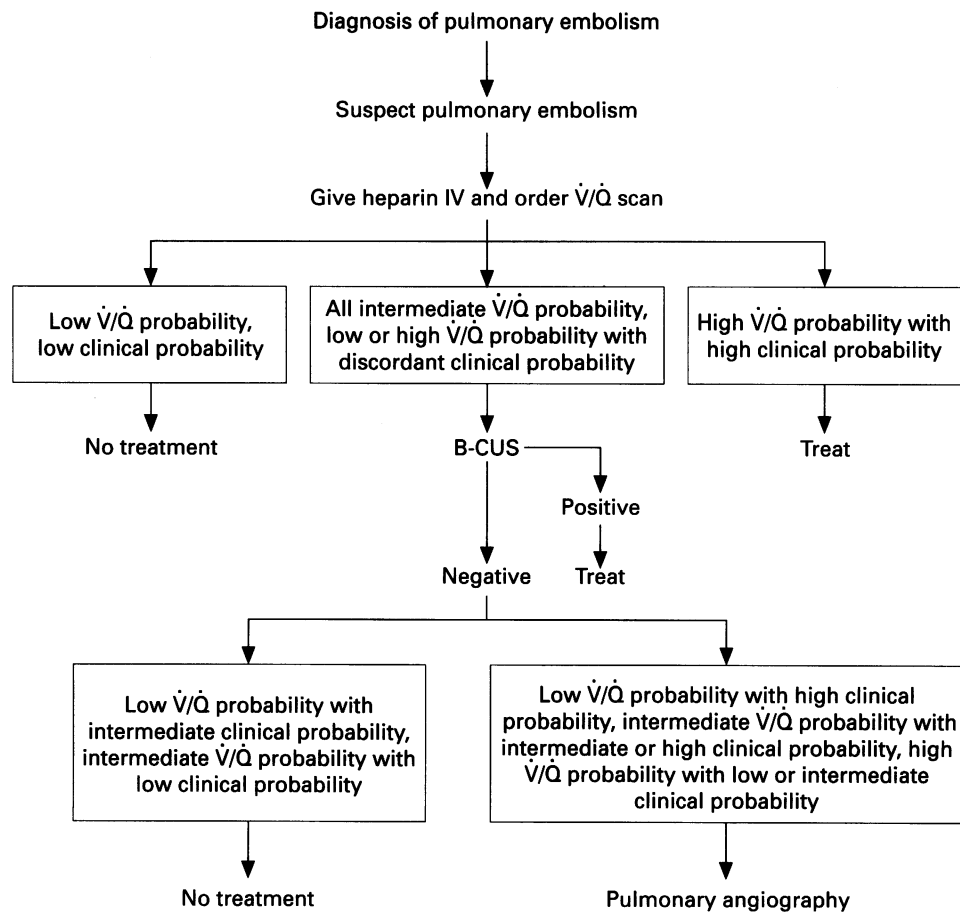 Diagnosis of pulmonary embolism
Suspect pulmonary embolism
Give heparin IV and order V̇/Q̇ scan
Low V̇/Q̇ probability,
low clinical probability
All intermediate V̇/Q̇ probability,
low or high V̇/Q̇ probability with
discordant clinical probability
High V̇/Q̇ probability with
high clinical probability
No treatment
B-CUS
Treat
Positive
Negative
Treat
Low V̇/Q̇ probability with
intermediate clinical probability,
intermediate V̇/Q̇ probability with
low clinical probability
Low V̇/Q̇ probability with high clinical
probability, intermediate V̇/Q̇ probability with
intermediate or high clinical probability, high
V̇/Q̇ probability with low or intermediate
clinical probability
No treatment
Pulmonary angiography